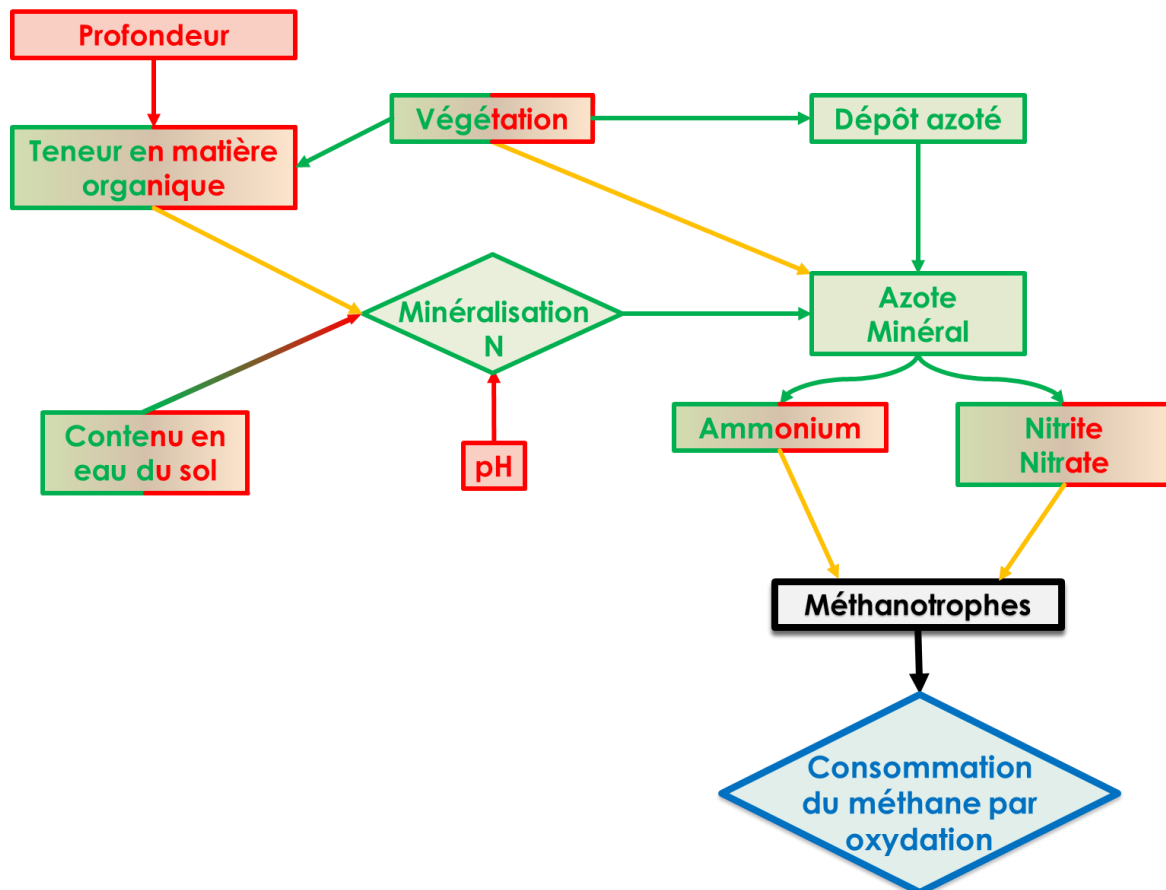 Profondeur
Végétation
Dépôt azoté
Teneur en matière
organique
Minéralisation
N
Azote
Minéral
Contenu en
eau du sol
pH
Ammonium
Nitrite
Nitrate
Méthanotrophes
Consommation
du méthane par
oxydation